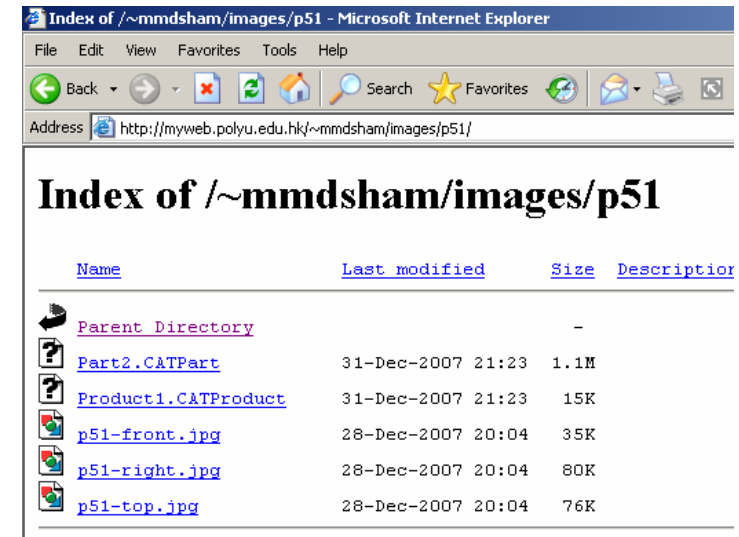 Index of /~mmdsham/images/p51 - Microsoft Internet Explorer
File Edit View Favorites Tools Help
Back Search Favorites
Address http://myweb.polyu.edu.hk/~mmdsham/images/p51/
Index of /~mmdsham/images/p51
Name Last modified Size Description
Parent Directory -
Part2.CATPart 31-Dec-2007 21:23 1.1M
Product1.CATProduct 31-Dec-2007 21:23 15K
p51-front.jpg 28-Dec-2007 20:04 35K
p51-right.jpg 28-Dec-2007 20:04 80K
p51-top.jpg 28-Dec-2007 20:04 76K